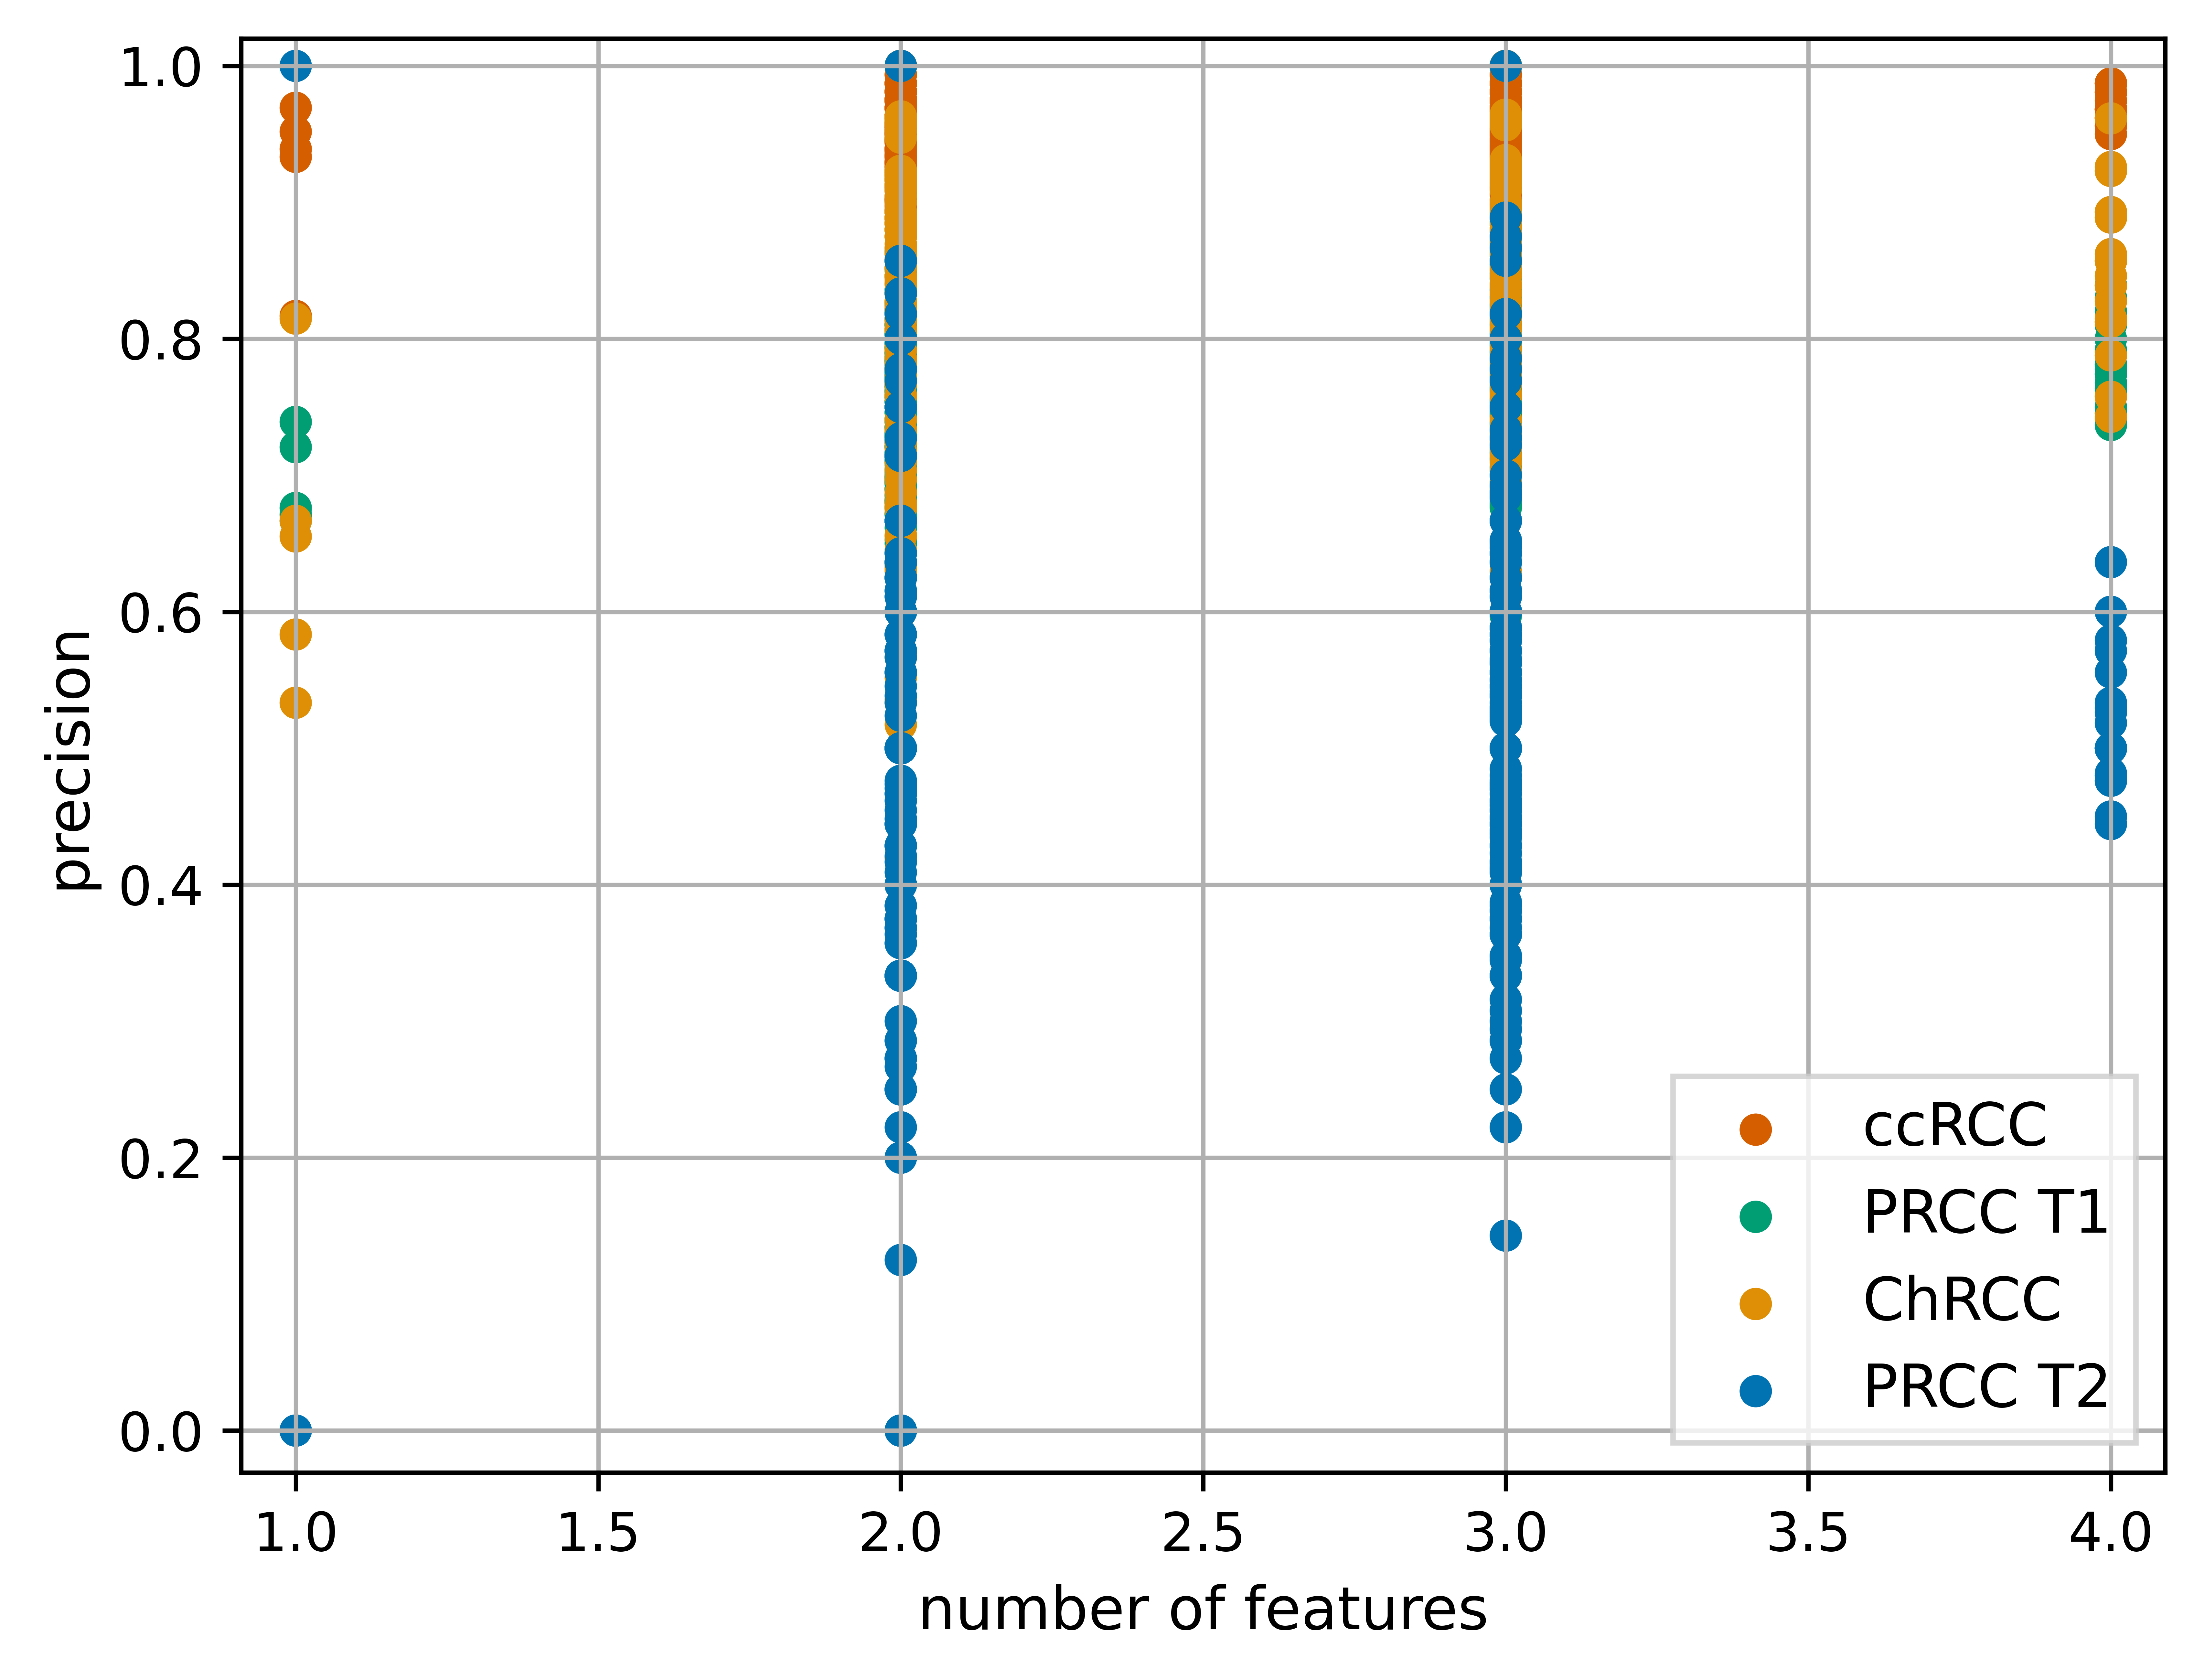 1.0
0.8
0.6
0.4
0.2
0.0
precision
1.0 1.5 2.0 2.5 3.0 3.5 4.0
number of features
ccRCC
PRCC T1
ChRCC
PRCC T2